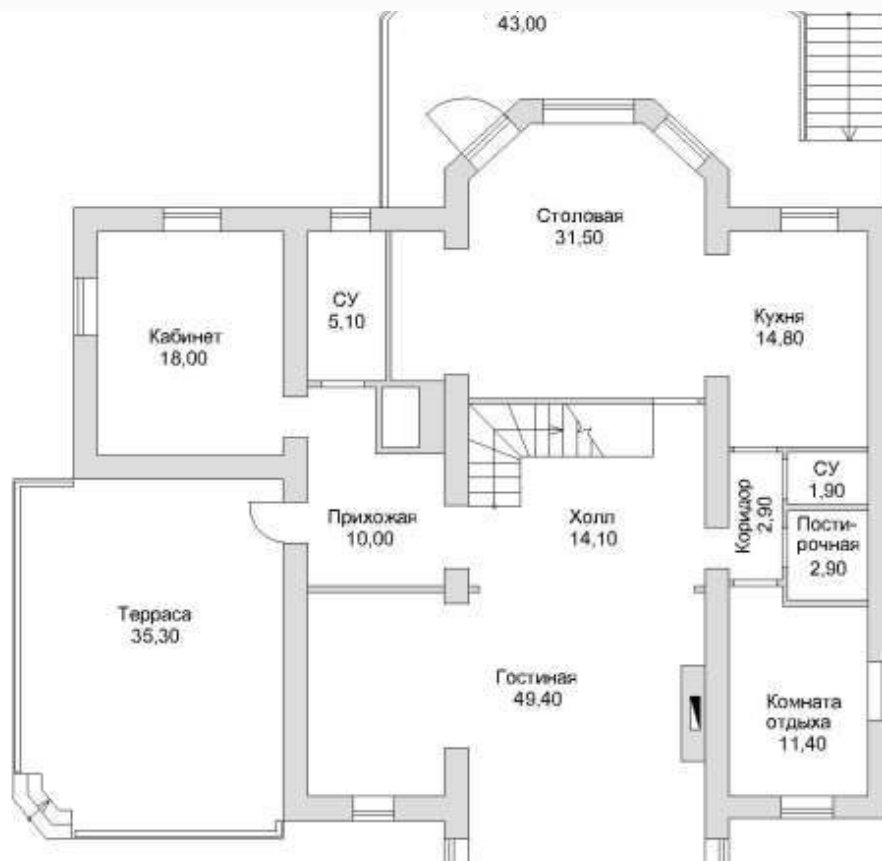 43,00
Столовая
31,50
СУ
5,10
Кухня
14,80
Кабинет
18,00
СУ
1,90
Коридор
2,90
Прихожая
10,00
Холл
14,10
Пости-
рочная
2,90
Терраса
35,30
Гостиная
49,40
Комната
отдыха
11,40